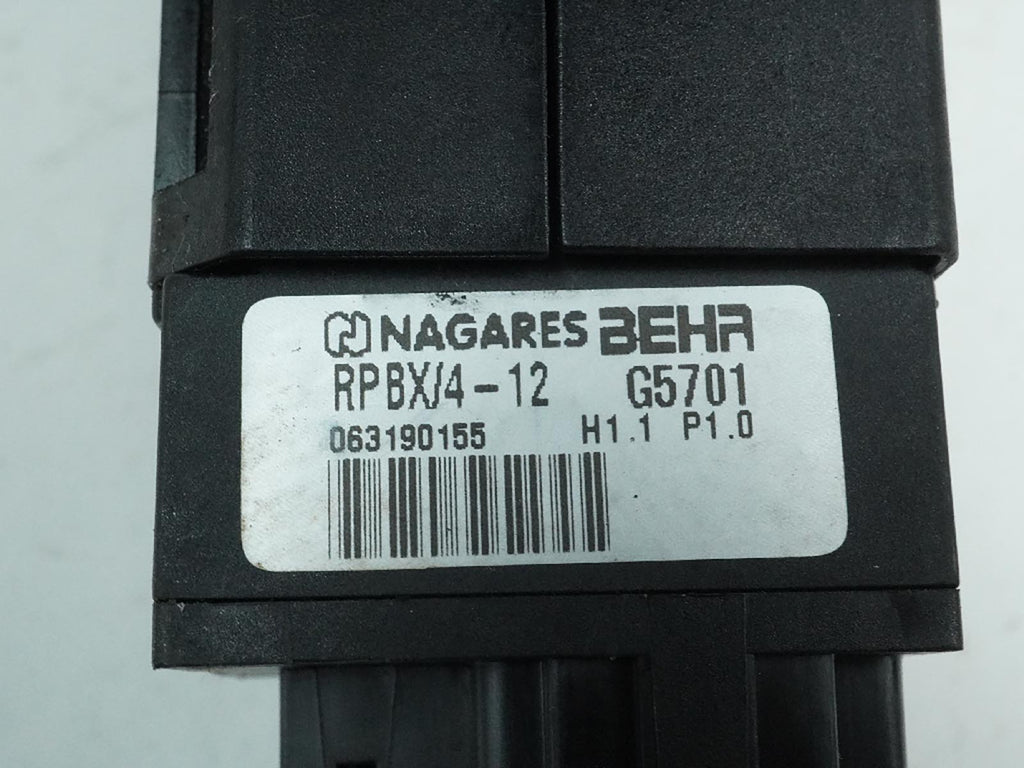 NAGARES BEHR
RPBX/4-12 G5701
063190155 H1.1 P1.0